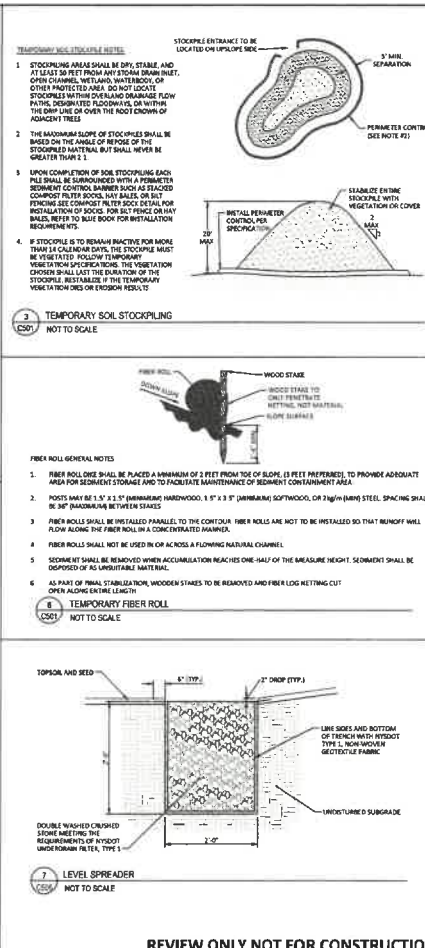 TEMPORARY SOIL STOCKPILE NOTES
1 STOCKPILING AREAS SHALL BE DRY, STABLE, AND
AT LEAST 50 FEET FROM ANY STORM DRAIN INLET,
OPEN CHANNEL, WETLAND, WATERBODY, OR
OTHER PROTECTED AREA. DO NOT LOCATE
STOCKPILES WITHIN OVERLAND DRAINAGE FLOW
PATHS, DESIGNATED FLOODWAYS, OR WITHIN
THE DRIP LINE OR OVER THE ROOT CROWN OF
ADJACENT TREES
2 THE MAXIMUM SLOPE OF STOCKPILES SHALL BE
BASED ON THE ANGLE OF REPOSE OF THE
STOCKPILED MATERIAL BUT SHALL NEVER BE
GREATER THAN 2:1
3 UPON COMPLETION OF SOIL STOCKPILING EACH
PILE SHALL BE SURROUNDED WITH A PERIMETER
SEDIMENT CONTROL BARRIER SUCH AS STACKED
COMPOST FILTER SOCKS, HAY BALES, OR SILT
FENCING SEE COMPOST FILTER SOCK DETAIL FOR
INSTALLATION OF SOCKS. FOR SILT FENCE OR HAY
BALES, REFER TO BLUE BOOK FOR INSTALLATION
REQUIREMENTS.
4. IF STOCKPILE IS TO REMAIN INACTIVE FOR MORE
THAN 14 CALENDAR DAYS, THE STOCKPILE MUST
BE VEGETATED FOLLOW TEMPORARY
VEGETATION SPECIFICATIONS. THE VEGETATION
CHOSEN SHALL LAST THE DURATION OF THE
STOCKPILE. RESTABILIZE IF THE TEMPORARY
VEGETATION DIES OR EROSION RESULTS
STOCKPILE ENTRANCE TO BE
LOCATED ON UPSLOPE SIDE
5' MIN.
SEPARATION
PERIMETER CONTR
(SEE NOTE #2)
STABILIZE ENTIRE
STOCKPILE WITH
VEGETATION OR COVER
INSTALL PERIMETER
CONTROL PER
SPECIFICATION
20'
MAX
2
MAX
1
3 TEMPORARY SOIL STOCKPILING
C501 NOT TO SCALE
FIBER ROLL
DOWN SLOPE
WOOD STAKE
WOOD STAKE TO
ONLY PENETRATE
NETTING, NOT MATERIAL
SLOPE SURFACE
FIBER ROLL GENERAL NOTES
1. FIBER ROLL DIKE SHALL BE PLACED A MINIMUM OF 2 FEET FROM TOE OF SLOPE, (3 FEET PREFERRED), TO PROVIDE ADEQUATE
AREA FOR SEDIMENT STORAGE AND TO FACILITATE MAINTENANCE OF SEDIMENT CONTAINMENT AREA
2. POSTS MAY BE 1.5" X 1.5" (MINIMUM) HARDWOOD, 1.5" X 3.5" (MINIMUM) SOFTWOOD, OR 2kg/m (MIN) STEEL. SPACING SHAL
BE 36" (MAXIMUM) BETWEEN STAKES
3 FIBER ROLLS SHALL BE INSTALLED PARALLEL TO THE CONTOUR FIBER ROLLS ARE NOT TO BE INSTALLED SO THAT RUNOFF WILL
FLOW ALONG THE FIBER ROLL IN A CONCENTRATED MANNER.
4 FIBER ROLLS SHALL NOT BE USED IN OR ACROSS A FLOWING NATURAL CHANNEL
5 SEDIMENT SHALL BE REMOVED WHEN ACCUMULATION REACHES ONE-HALF OF THE MEASURE HEIGHT. SEDIMENT SHALL BE
DISPOSED OF AS UNSUITABLE MATERIAL.
6 AS PART OF FINAL STABILIZATION, WOODEN STAKES TO BE REMOVED AND FIBER LOG NETTING CUT
OPEN ALONG ENTIRE LENGTH
6 TEMPORARY FIBER ROLL
C501 NOT TO SCALE
TOPSOIL AND SEED
6" (TYP.)
2" DROP (TYP.)
LINE SIDES AND BOTTOM
OF TRENCH WITH NYSDOT
TYPE 1, NON-WOVEN
GEOTEXTILE FABRIC
2'-0"
UNDISTURBED SUBGRADE
DOUBLE WASHED CRUSHED
STONE MEETING THE
REQUIREMENTS OF NYSDOT
UNDERDRAIN FILTER, TYPE 1
2'-0"
7 LEVEL SPREADER
NOT TO SCALE
REVIEW ONLY NOT FOR CONSTRUCTIO